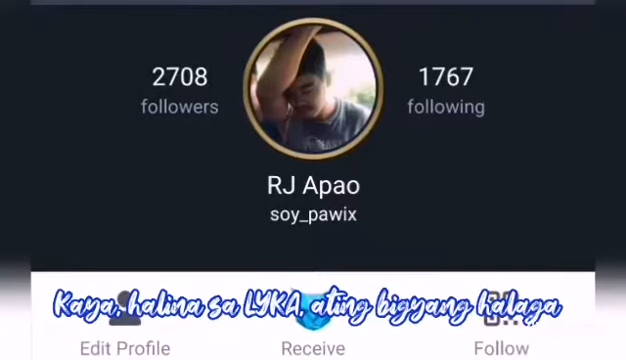 2708
followers
1767
following
RJ Apao
soy_pawix
Kaya, halina sa LYKA, ating bigyang halaga
Edit Profile
Receive
Follow